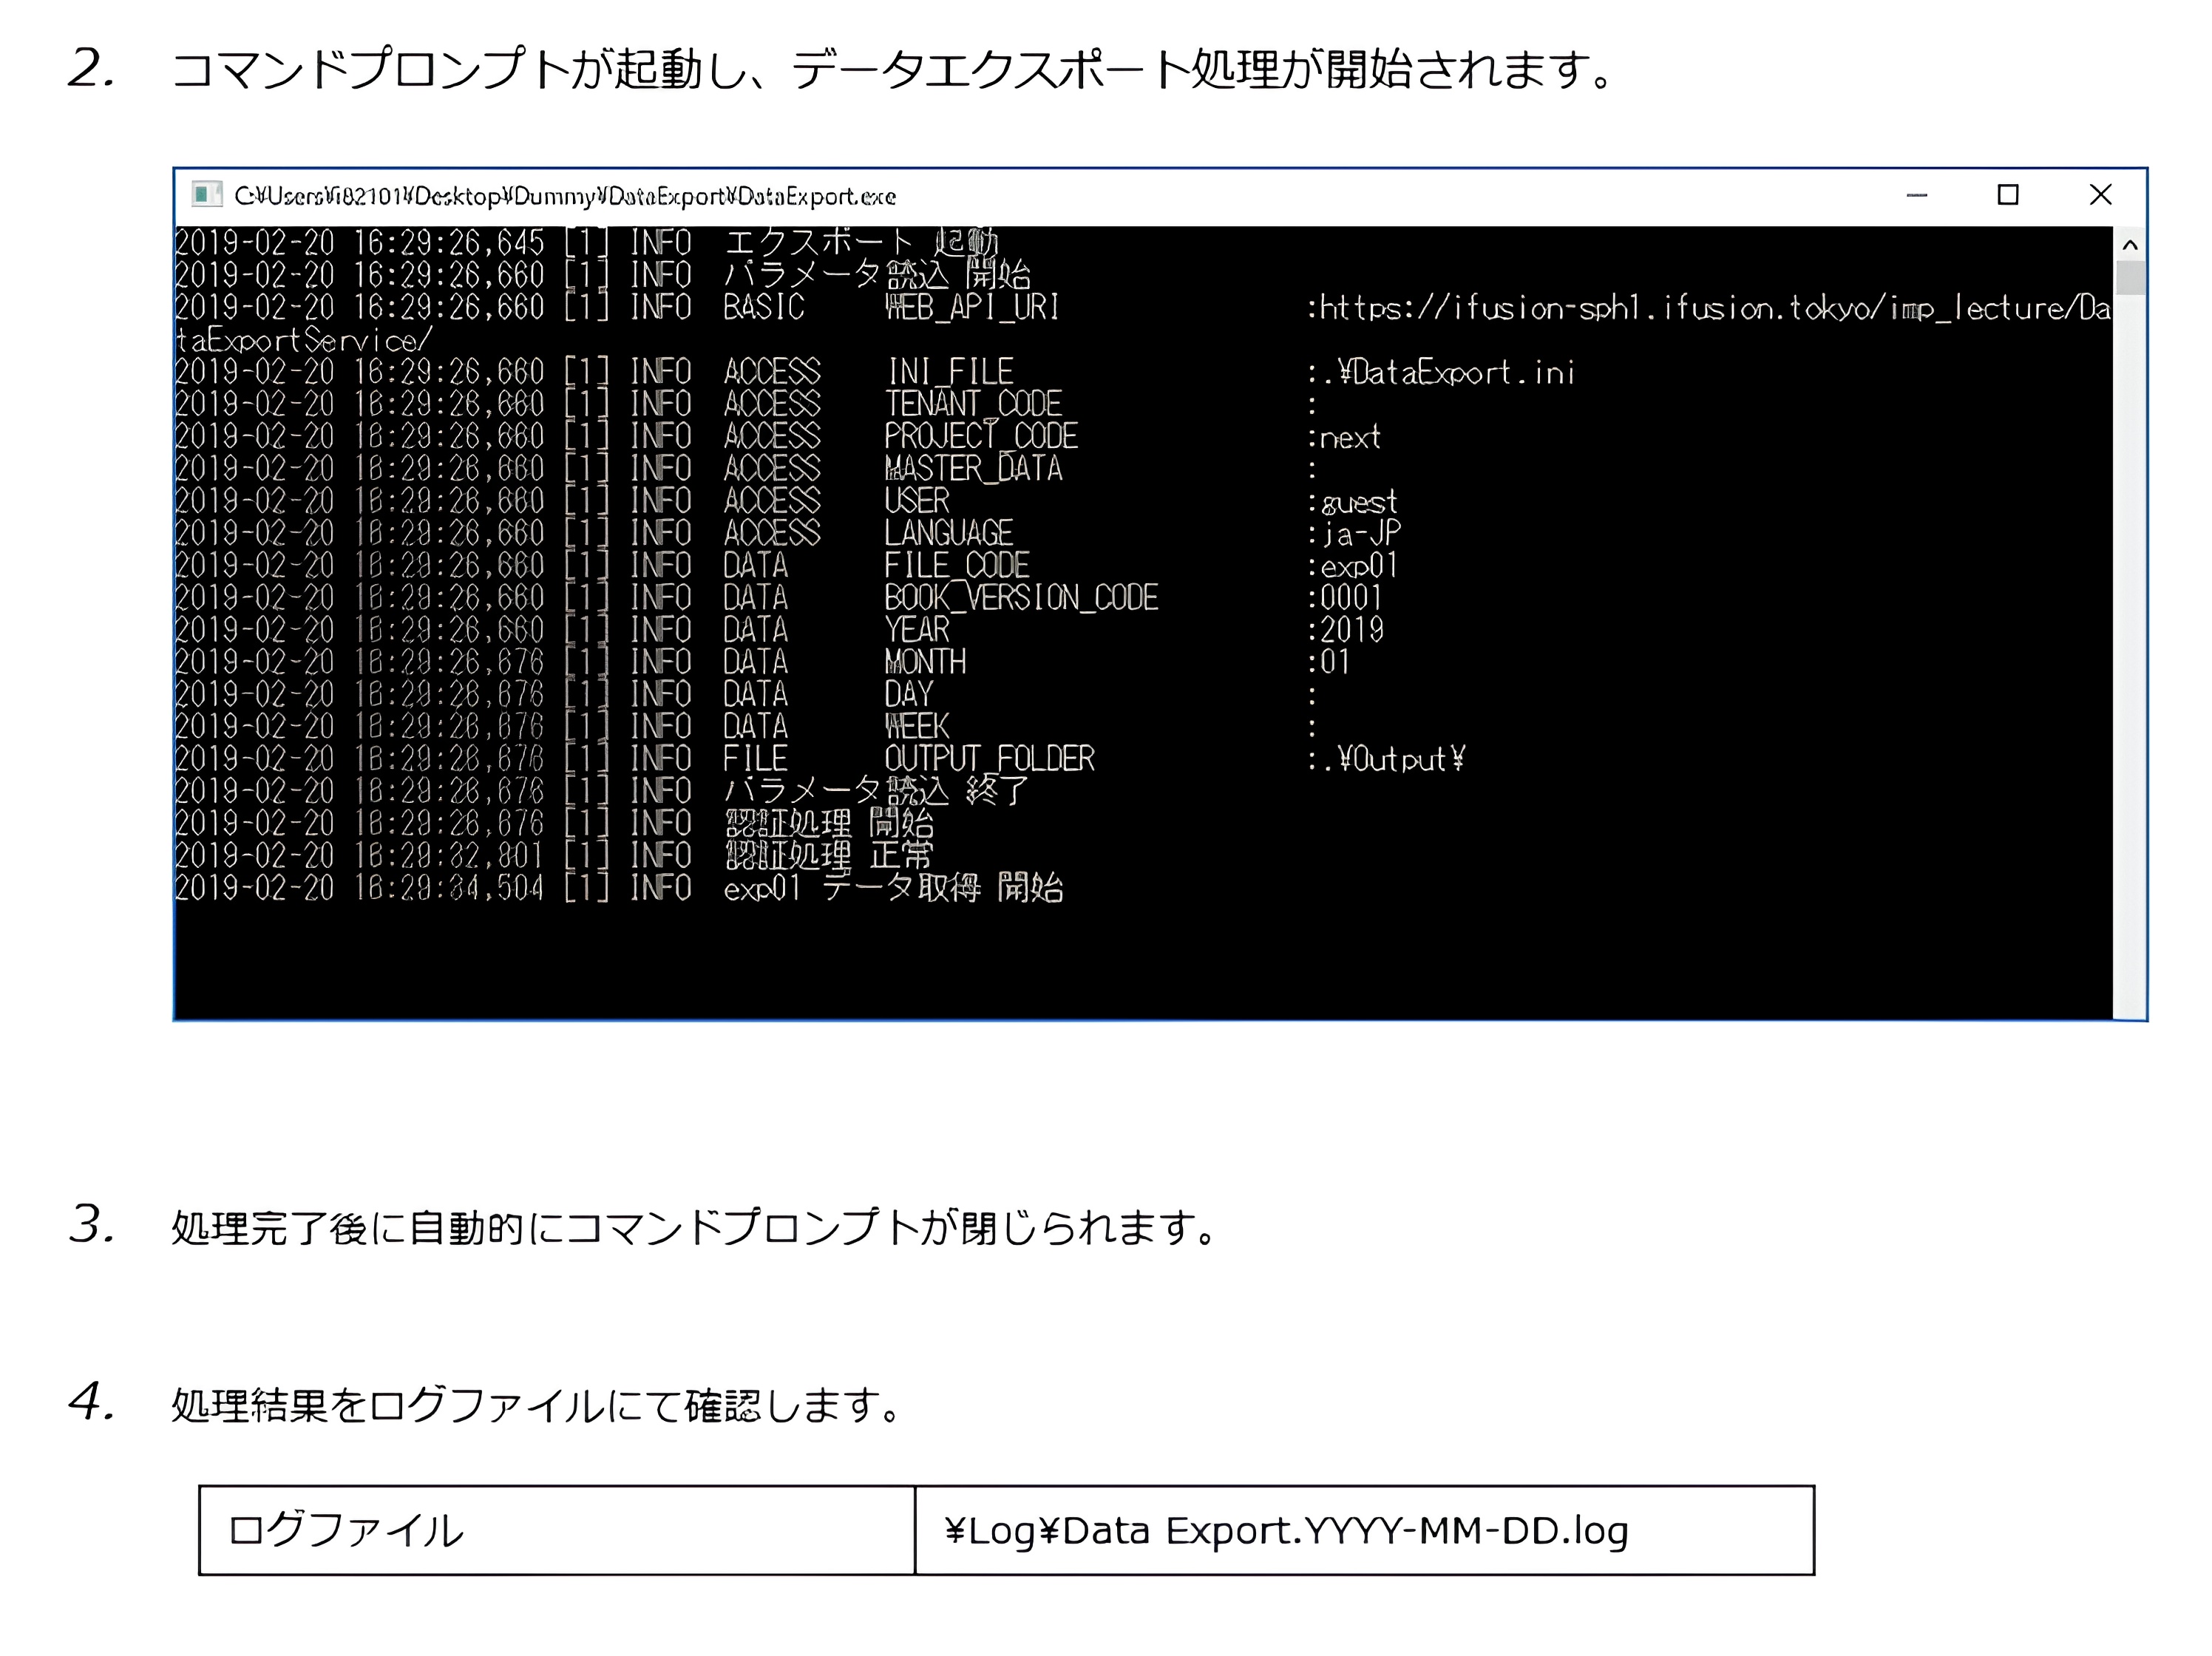 2. コマンドプロンプトが起動し、データエクスポート処理が開始されます。
C:¥Users¥i82101¥Desktop¥Dummy¥DataExport¥DataExport.exe
2019-02-20 16:29:26,645 [1] INFO エクスポート 起動
2019-02-20 16:29:26,660 [1] INFO パラメータ読込 開始
2019-02-20 16:29:26,660 [1] INFO BASIC WEB_API_URI :https://ifusion-sph1.ifusion.tokyo/imp_lecture/Da
taExportService/
2019-02-20 16:29:26,660 [1] INFO ACCESS INI_FILE :.¥DataExport.ini
2019-02-20 16:29:26,660 [1] INFO ACCESS TENANT_CODE :
2019-02-20 16:29:26,660 [1] INFO ACCESS PROJECT_CODE :next
2019-02-20 16:29:26,660 [1] INFO ACCESS MASTER_DATA :
2019-02-20 16:29:26,660 [1] INFO ACCESS USER :guest
2019-02-20 16:29:26,660 [1] INFO ACCESS LANGUAGE :ja-JP
2019-02-20 16:29:26,660 [1] INFO DATA FILE_CODE :exp01
2019-02-20 16:29:26,660 [1] INFO DATA BOOK_VERSION_CODE :0001
2019-02-20 16:29:26,660 [1] INFO DATA YEAR :2019
2019-02-20 16:29:26,676 [1] INFO DATA MONTH :01
2019-02-20 16:29:26,676 [1] INFO DATA DAY :
2019-02-20 16:29:26,676 [1] INFO DATA WEEK :
2019-02-20 16:29:26,676 [1] INFO FILE OUTPUT_FOLDER :.¥Output¥
2019-02-20 16:29:26,676 [1] INFO パラメータ読込 終了
2019-02-20 16:29:26,676 [1] INFO 認証処理 開始
2019-02-20 16:29:32,801 [1] INFO 認証処理 正常
2019-02-20 16:29:34,504 [1] INFO exp01 データ取得 開始
3. 処理完了後に自動的にコマンドプロンプトが閉じられます。
4. 処理結果をログファイルにて確認します。
ログファイル ¥Log¥Data Export.YYYY-MM-DD.log